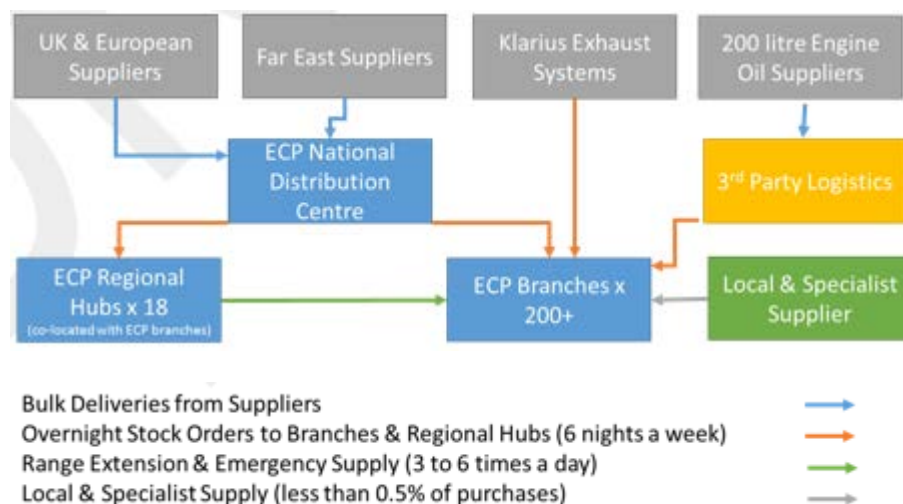 UK & European
Suppliers
Far East Suppliers
Klarius Exhaust
Systems
200 litre Engine
Oil Suppliers
ECP National
Distribution
Centre
3rd Party Logistics
ECP Regional
Hubs x 18
(co-located with ECP branches)
ECP Branches x
200+
Local & Specialist
Supplier
Bulk Deliveries from Suppliers
Overnight Stock Orders to Branches & Regional Hubs (6 nights a week)
Range Extension & Emergency Supply (3 to 6 times a day)
Local & Specialist Supply (less than 0.5% of purchases)